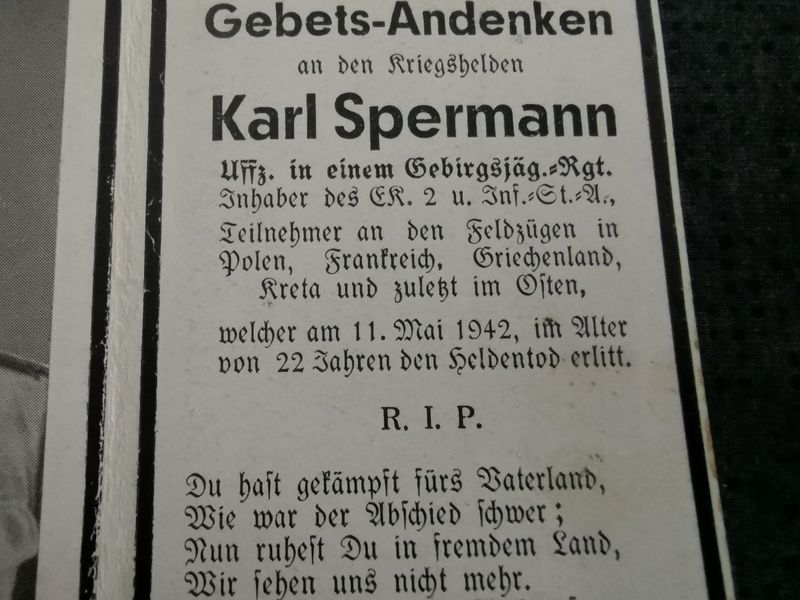 Gebets-Andenken
an den Kriegshelden
Karl Spermann
Uffz. in einem Gebirgsjäg.-Rgt.
Inhaber des EK. 2 u. Inf.-St.-A.,
Teilnehmer an den Feldzügen in
Polen, Frankreich, Griechenland,
Kreta und zuletzt im Osten,
welcher am 11. Mai 1942, im Alter
von 22 Jahren den Heldentod erlitt.
R. I. P.
Du hast gekämpft fürs Vaterland,
Wie war der Abschied schwer;
Nun ruhest Du in fremdem Land,
Wir sehen uns nicht mehr.